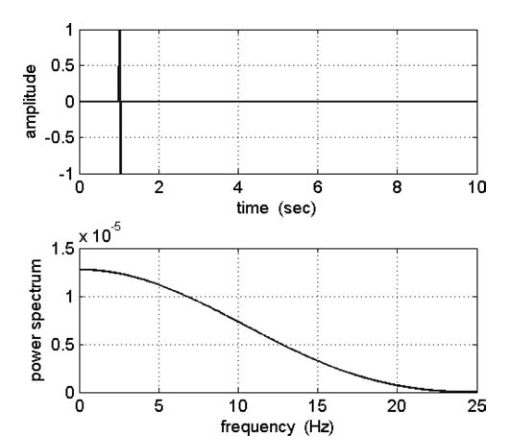 1
0.5
0
-0.5
-1
amplitude
0 2 4 6 8 10
time (sec)
x 10-5
1.5
1
0.5
0
power spectrum
0 5 10 15 20 25
frequency (Hz)